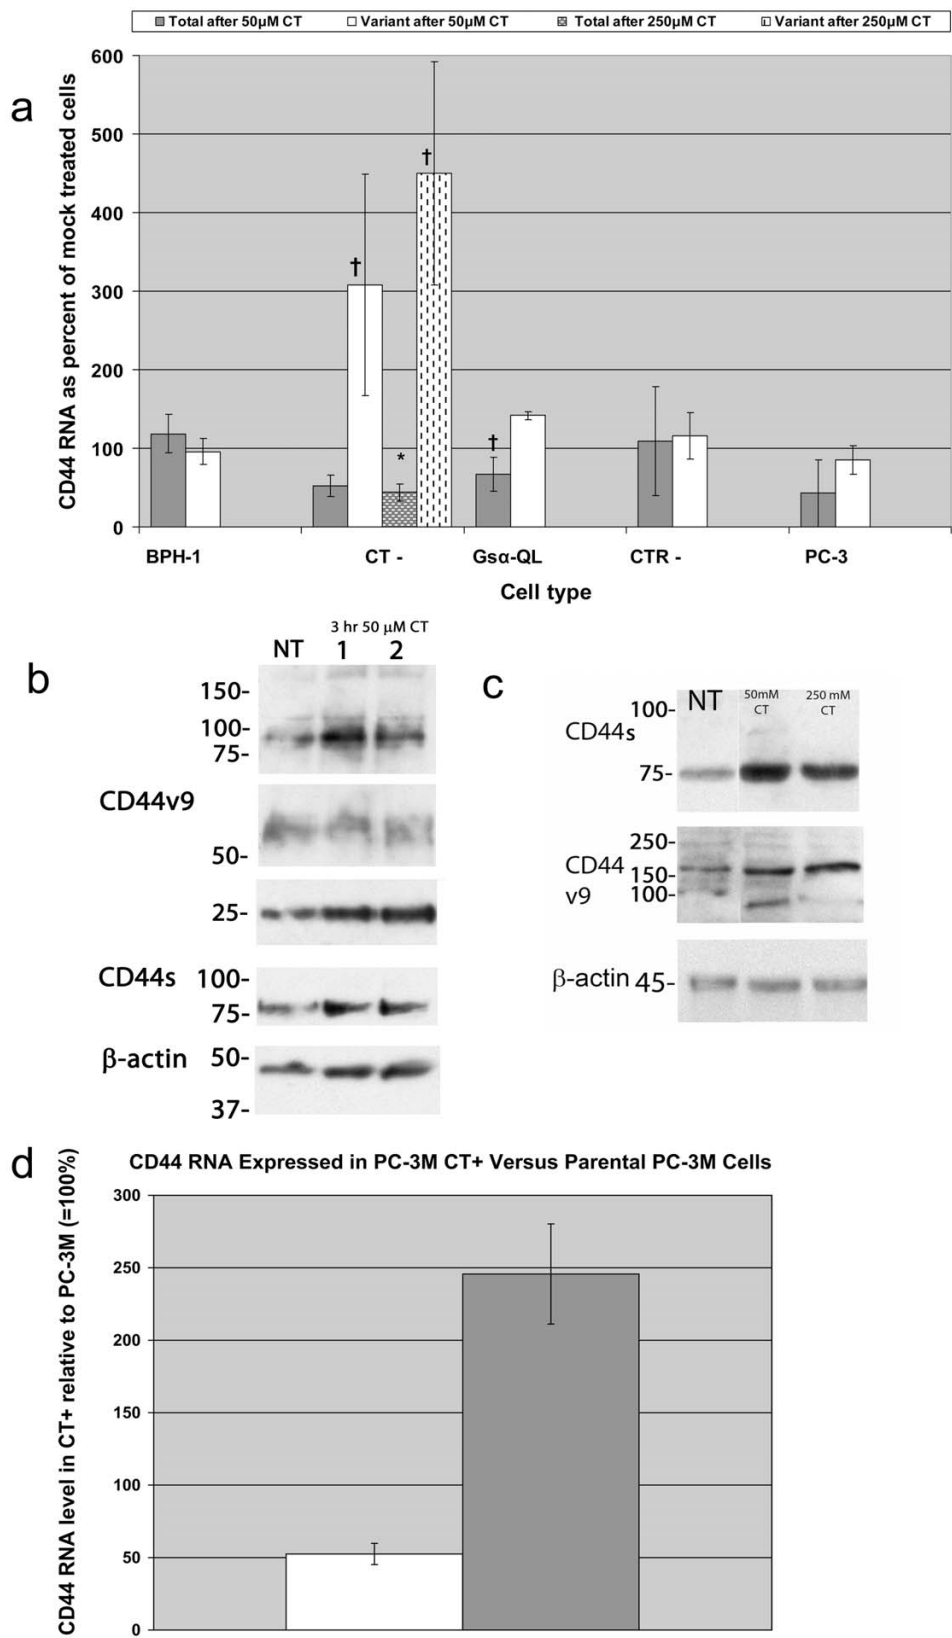 Total after 50µM CT Variant after 50µM CT Total after 250µM CT Variant after 250µM CT
a
CD44 RNA as percent of mock treated cells
600
500
400
300
200
100
0
†
†
*
†
BPH-1 CT - Gsα-QL CTR - PC-3
Cell type
b
3 hr 50 µM CT
NT 1 2
150-
100-
75-
CD44v9
50-
25-
CD44s 100-
75-
β-actin 50-
37-
c
NT 50mM CT 250 mM CT
100-
CD44s
75-
250-
CD44 v9
150-
100-
β-actin 45-
d
CD44 RNA Expressed in PC-3M CT+ Versus Parental PC-3M Cells
CD44 RNA level in CT+ relative to PC-3M (=100%)
300
250
200
150
100
50
0